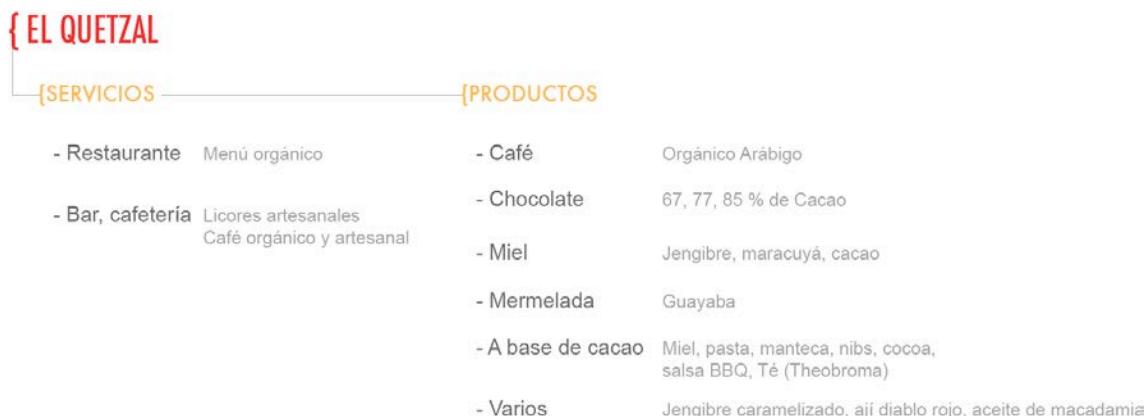 { EL QUETZAL
{SERVICIOS
- Restaurante Menú orgánico
- Bar, cafetería Licores artesanales
Café orgánico y artesanal
{PRODUCTOS
- Café Orgánico Arábigo
- Chocolate 67, 77, 85 % de Cacao
- Miel Jengibre, maracuyá, cacao
- Mermelada Guayaba
- A base de cacao Miel, pasta, manteca, nibs, cocoa,
salsa BBQ, Té (Theobroma)
- Varios Jengibre caramelizado, ají diablo rojo, aceite de macadamia